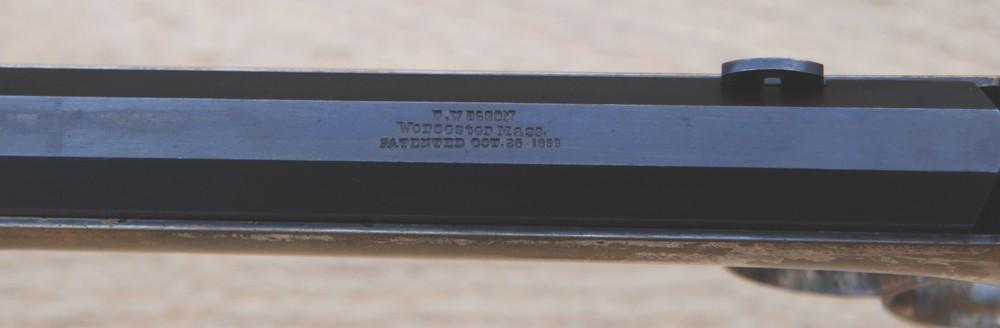 F. WESSON
Worcester Mass.
PATENTED OCT. 25 . 1859